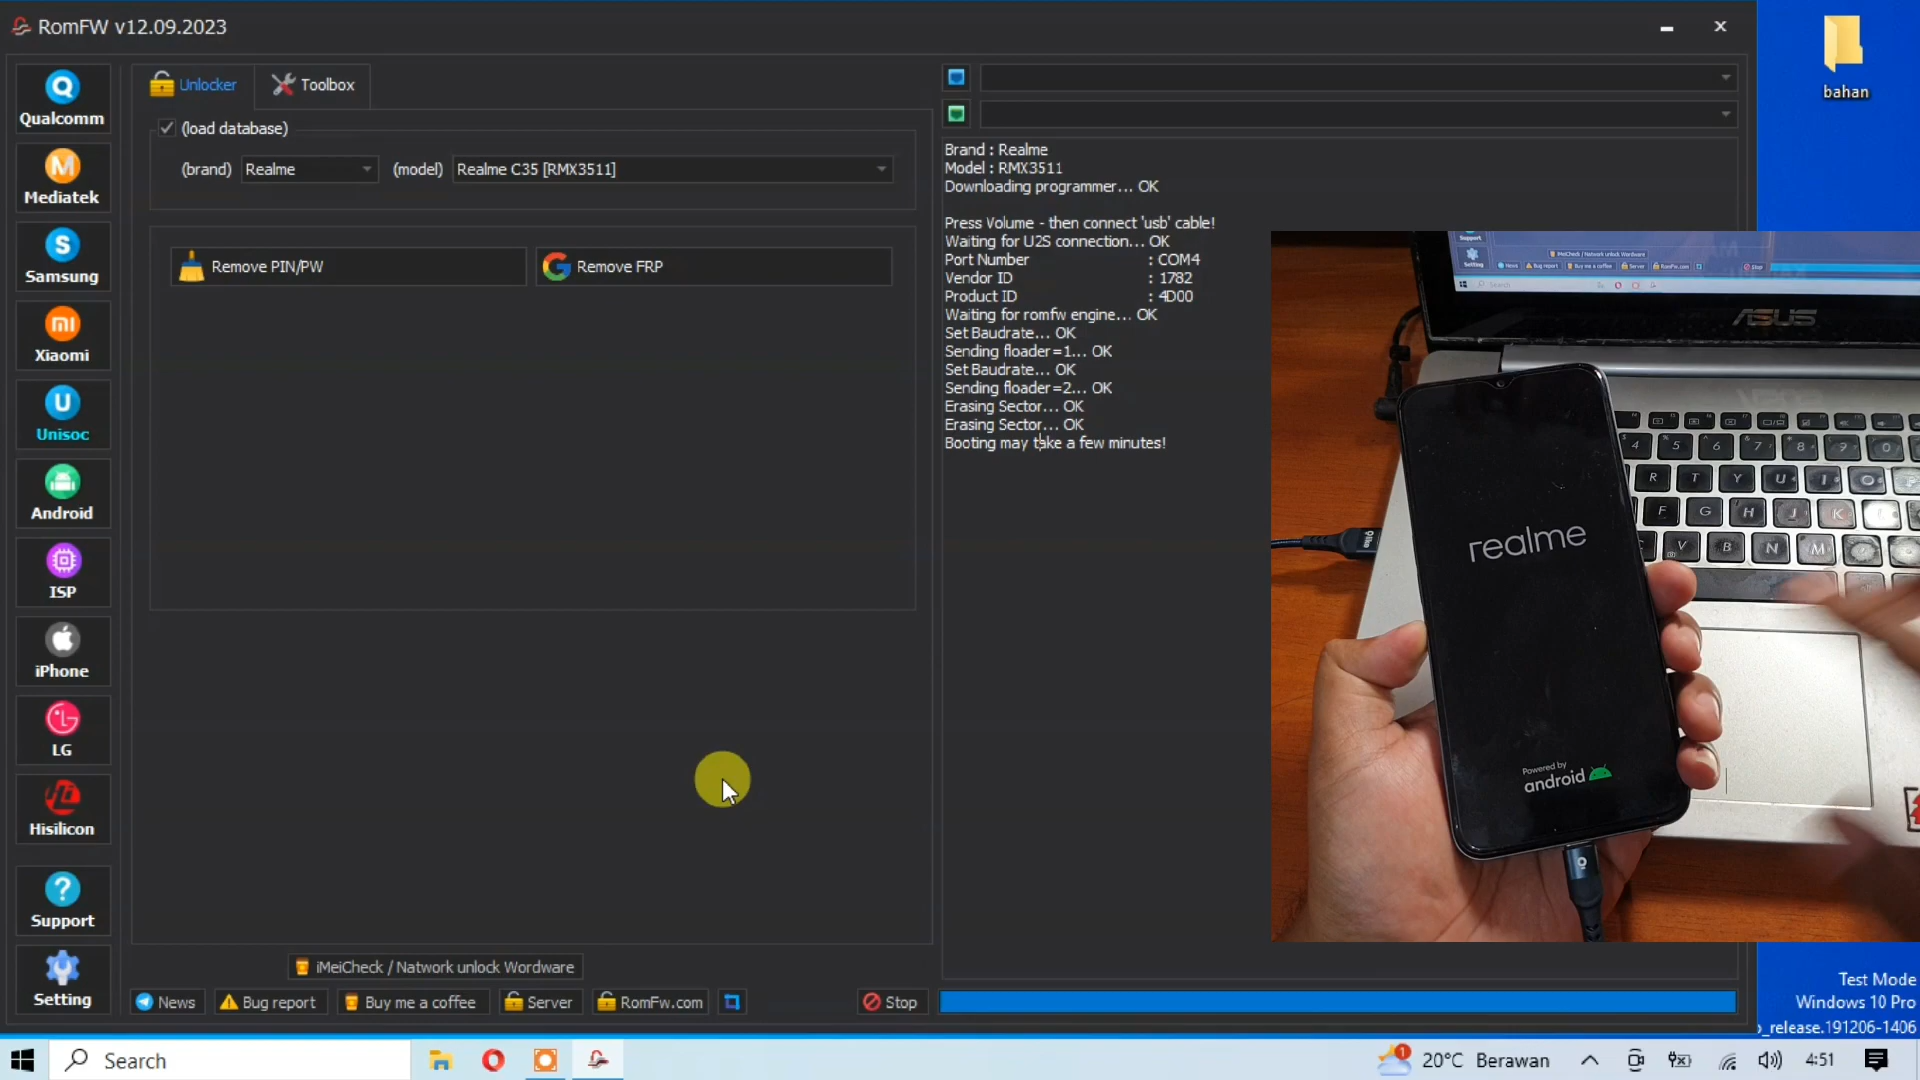 RomFW v12.09.2023
bahan
Qualcomm
Mediatek
Samsung
Xiaomi
Unisoc
Android
ISP
iPhone
LG
Hisilicon
Support
Setting
Unlocker
Toolbox
(load database)
(brand) Realme (model) Realme C35 [RMX3511]
Remove PIN/PW
Remove FRP
Brand : Realme
Model : RMX3511
Downloading programmer... OK
Press Volume - then connect 'usb' cable!
Waiting for U2S connection... OK
Port Number : COM4
Vendor ID : 1782
Product ID : 4D00
Waiting for romfw engine... OK
Set Baudrate... OK
Sending floader=1... OK
Set Baudrate... OK
Sending floader=2... OK
Erasing Sector... OK
Erasing Sector... OK
Booting may take a few minutes!
ASUS
realme
Powered by
android
iMeiCheck / Natwork unlock Wordware
News
Bug report
Buy me a coffee
Server
RomFw.com
Stop
Test Mode
Windows 10 Pro
_release.191206-1406
Search
20°C Berawan
4:51